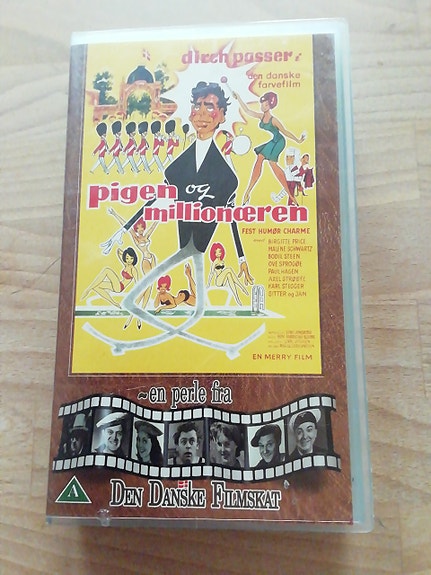 dirch passer i
den danske
farvefilm
pigen og
millionæren
FEST HUMØR CHARME
med
BIRGITTE PRICE
MALENE SCHWARTZ
BODIL STEEN
OVE SPROGØE
PAUL HAGEN
AXEL STRØBYE
KARL STEGGER
DITTER og JAN
EN MERRY FILM
~en perle fra
A
DEN DANSKE FILMSKAT